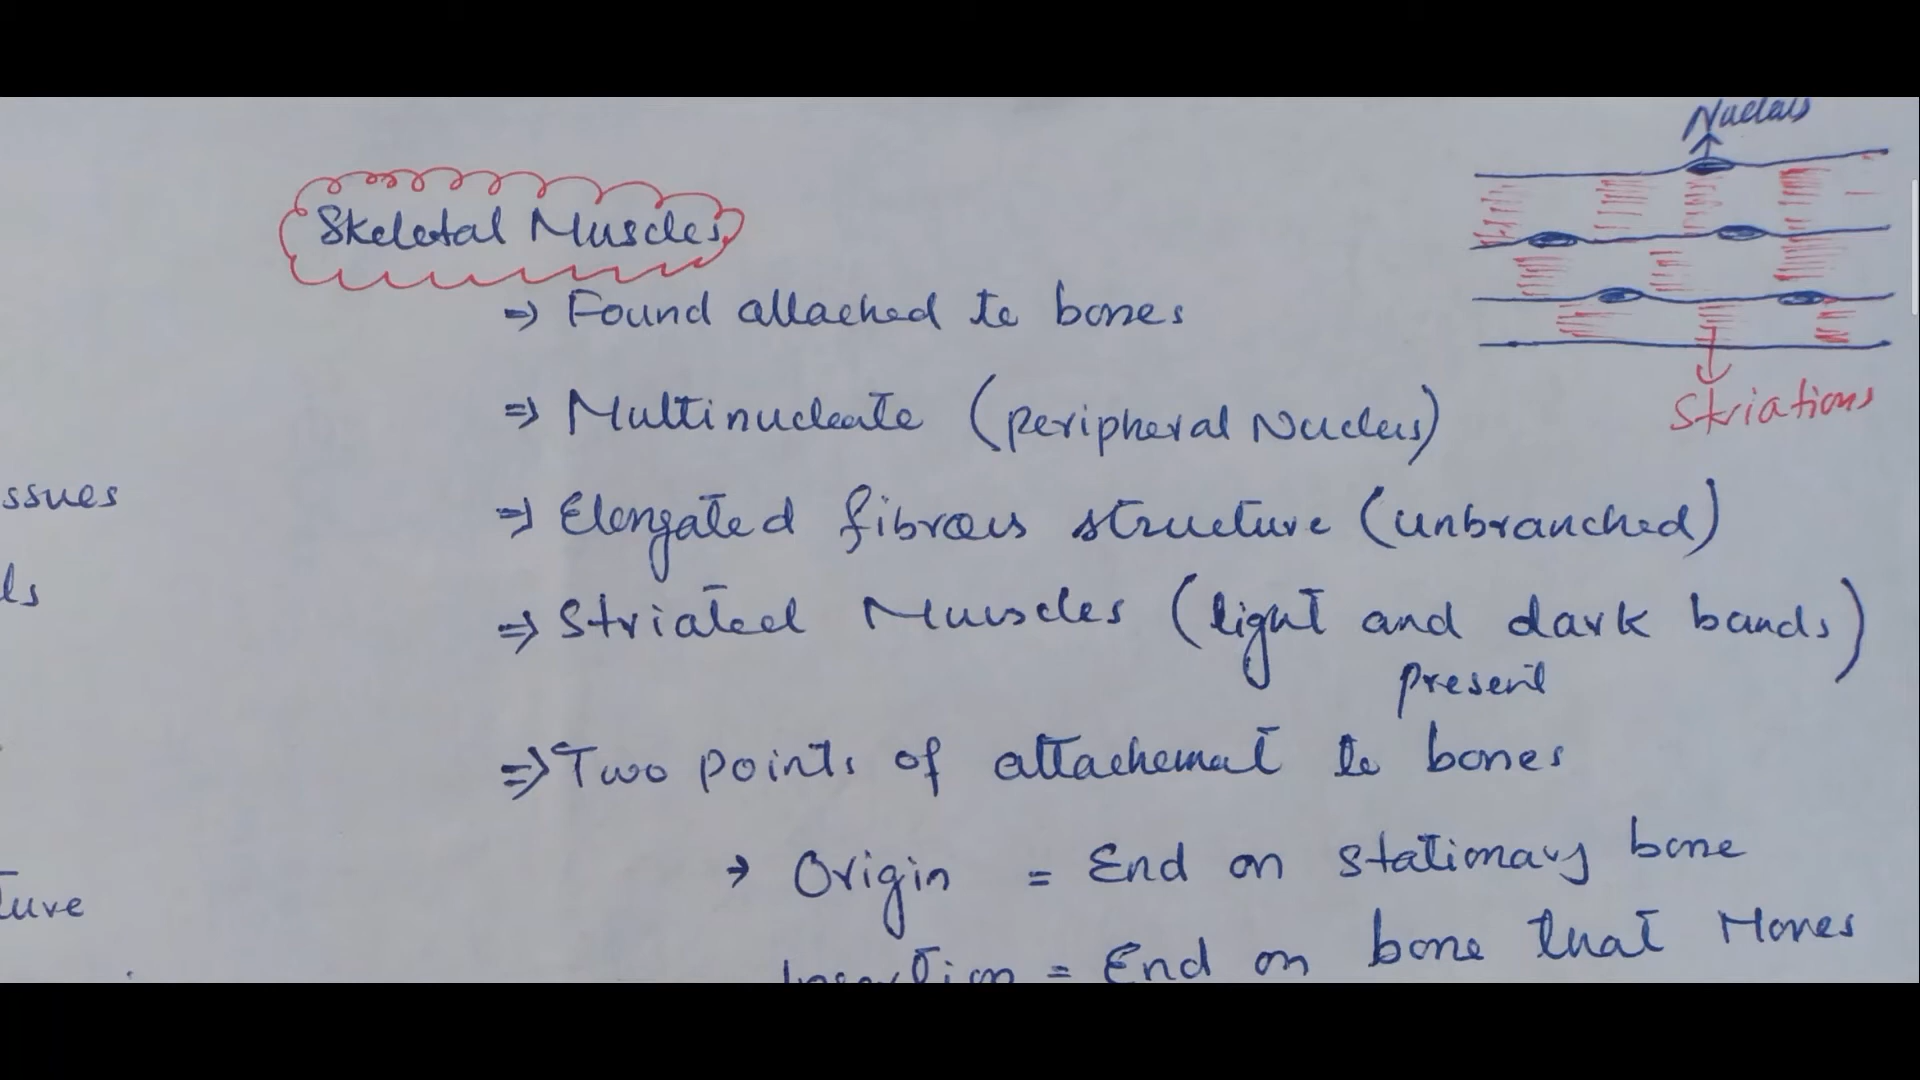 Nucleus
Skeletal Muscles
⇒ Found attached to bones
⇒ Multinucleate (Peripheral Nucleus)
Striations
⇒ Elongated fibrous structure (unbranched)
⇒ Striated Muscles (light and dark bands)
present
⇒ Two points of attachemat to bones
→ Origin = End on stationary bone
Insertion = End on bone that Moves
ssues
ls
ture